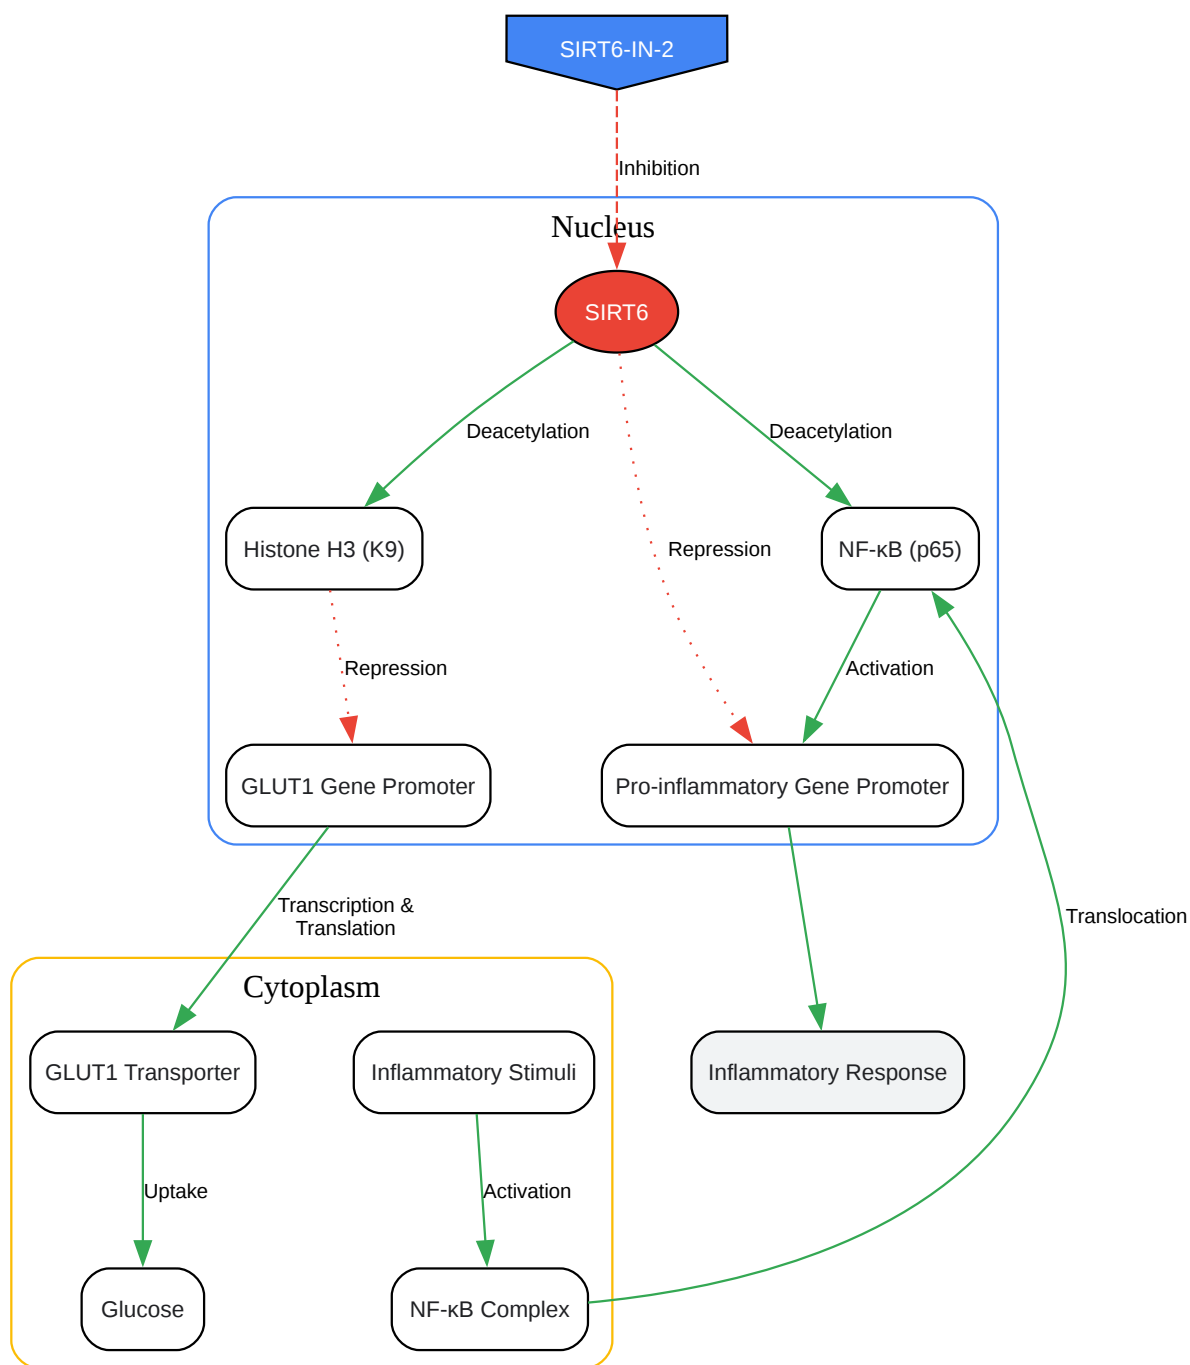 SIRT6-IN-2
Inhibition
Nucleus
SIRT6
Deacetylation
Deacetylation
Histone H3 (K9)
Repression
NF-κB (p65)
Repression
Activation
GLUT1 Gene Promoter
Pro-inflammatory Gene Promoter
Transcription &
Translation
Translocation
Cytoplasm
GLUT1 Transporter
Inflammatory Stimuli
Inflammatory Response
Uptake
Activation
Glucose
NF-κB Complex